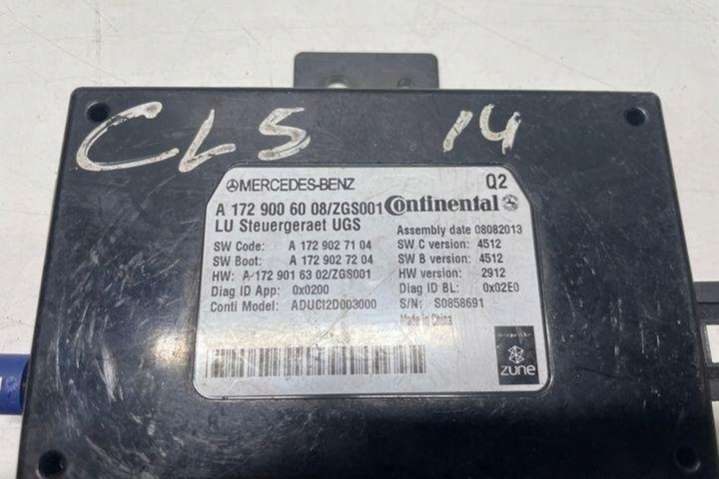 CLS 14
MERCEDES-BENZ Q2
A 172 900 60 08/ZGS001 Continental
LU Steuergeraet UGS Assembly date 08082013
SW Code: A 172 902 71 04 SW C version: 4512
SW Boot: A 172 902 72 04 SW B version: 4512
HW: A-172 901 63 02/ZGS001 HW version: 2912
Diag ID App: 0x0200 Diag ID BL: 0x02E0
Conti Model: ADUCI2D003000 S/N: S0858691
Made in China
zune